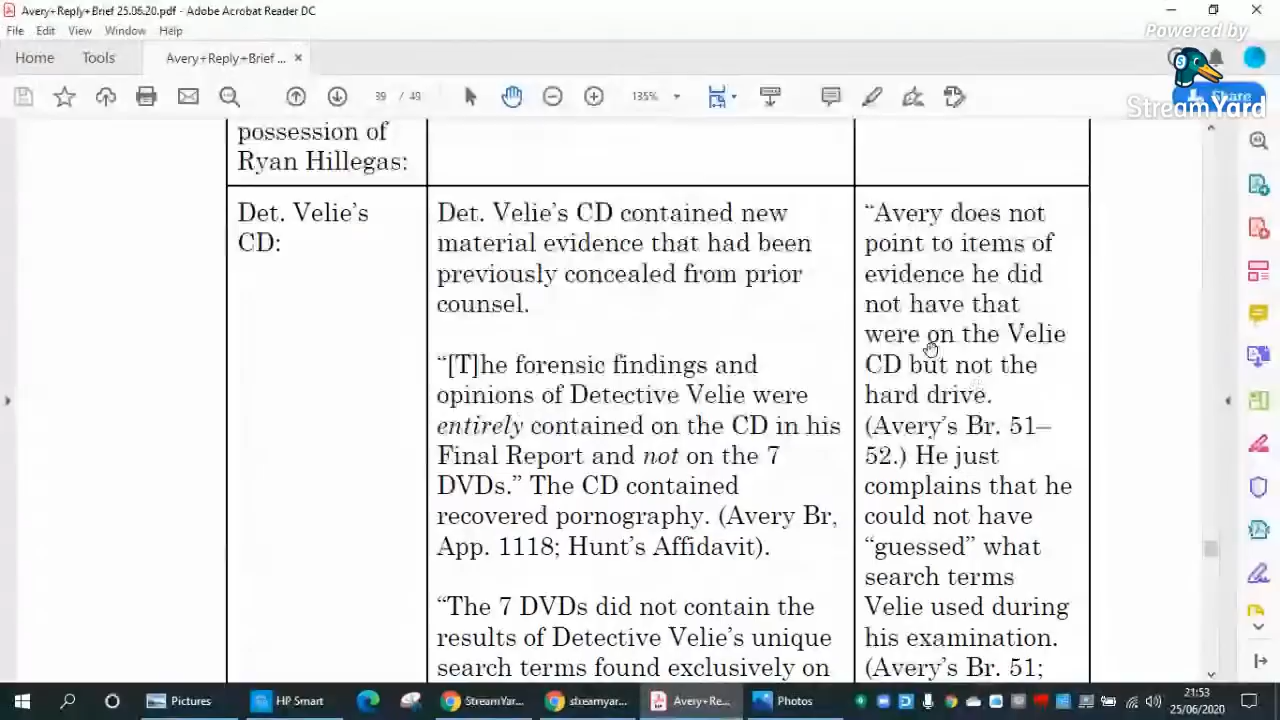 Avery+Reply+Brief 25.06.20.pdf - Adobe Acrobat Reader DC
File Edit View Window Help
Powered by
Home Tools Avery+Reply+Brief ... ×
StreamYard
Share
39 / 49 135%
possession of
Ryan Hillegas:
Det. Velie’s
CD:
Det. Velie’s CD contained new
material evidence that had been
previously concealed from prior
counsel.
“[T]he forensic findings and
opinions of Detective Velie were
entirely contained on the CD in his
Final Report and not on the 7
DVDs.” The CD contained
recovered pornography. (Avery Br,
App. 1118; Hunt’s Affidavit).
“The 7 DVDs did not contain the
results of Detective Velie’s unique
search terms found exclusively on
“Avery does not
point to items of
evidence he did
not have that
were on the Velie
CD but not the
hard drive.
(Avery’s Br. 51–
52.) He just
complains that he
could not have
“guessed” what
search terms
Velie used during
his examination.
(Avery’s Br. 51;
Pictures HP Smart StreamYar... streamyar... Avery+Re... Photos
21:53
25/06/2020